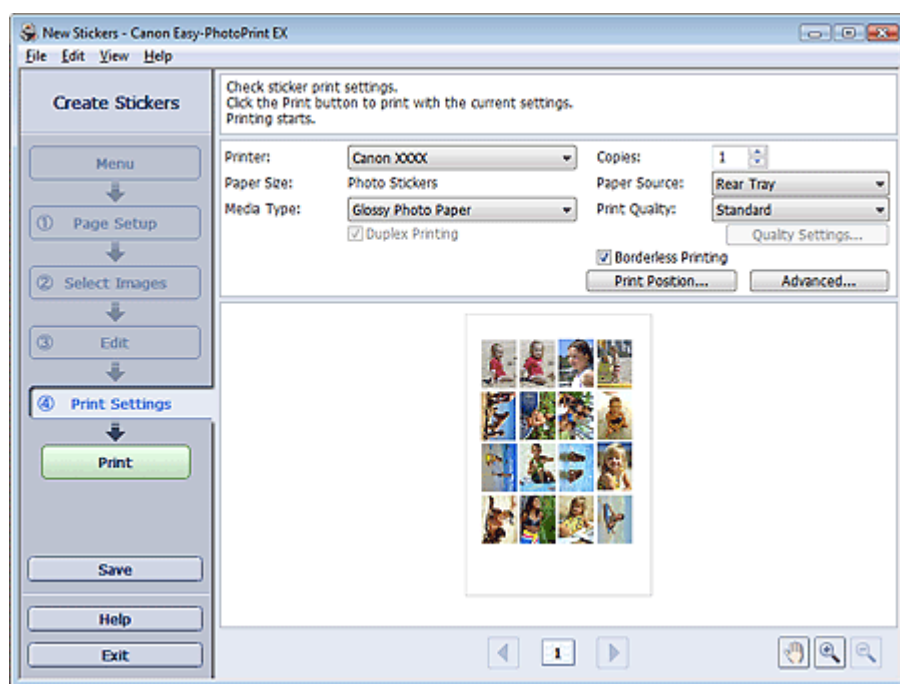 New Stickers - Canon Easy-PhotoPrint EX
File Edit View Help
Create Stickers
Menu
① Page Setup
② Select Images
③ Edit
④ Print Settings
Print
Save
Help
Exit
Check sticker print settings.
Click the Print button to print with the current settings.
Printing starts.
Printer: Canon XXXX Copies: 1
Paper Size: Photo Stickers Paper Source: Rear Tray
Media Type: Glossy Photo Paper Print Quality: Standard
Duplex Printing Quality Settings...
Borderless Printing
Print Position... Advanced...
1